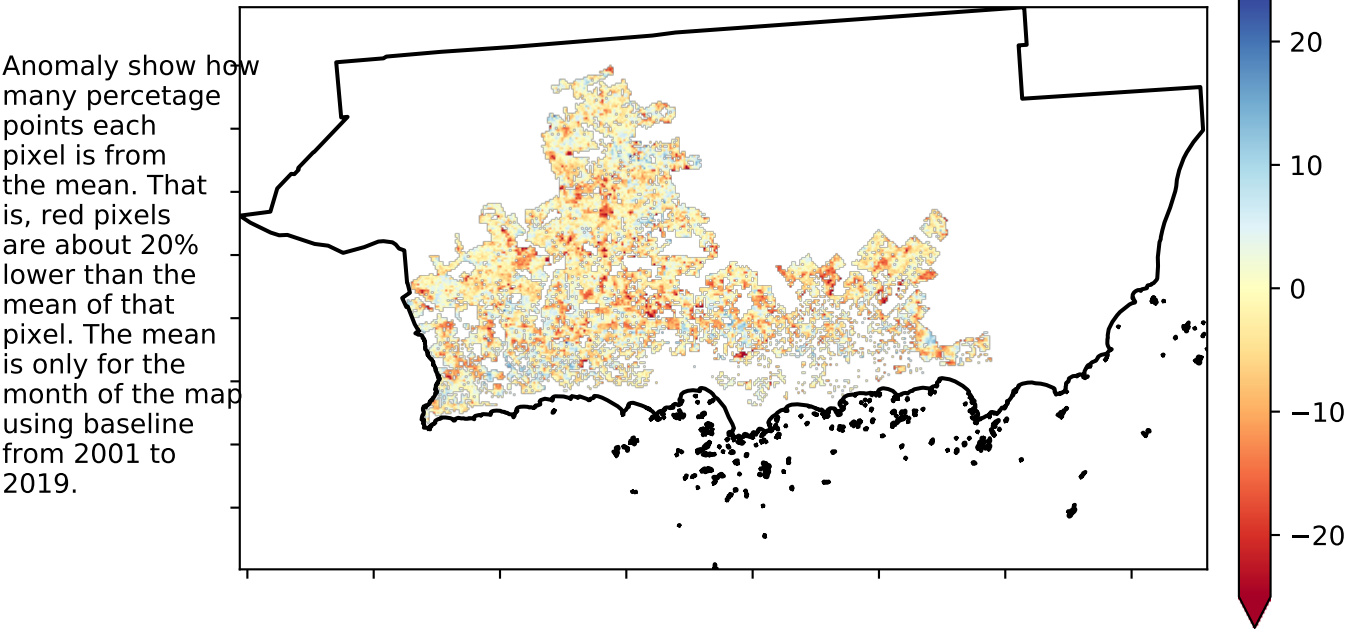 Anomaly show how
many percetage
points each
pixel is from
the mean. That
is, red pixels
are about 20%
lower than the
mean of that
pixel. The mean
is only for the
month of the map
using baseline
from 2001 to
2019.
20
10
0
−10
−20